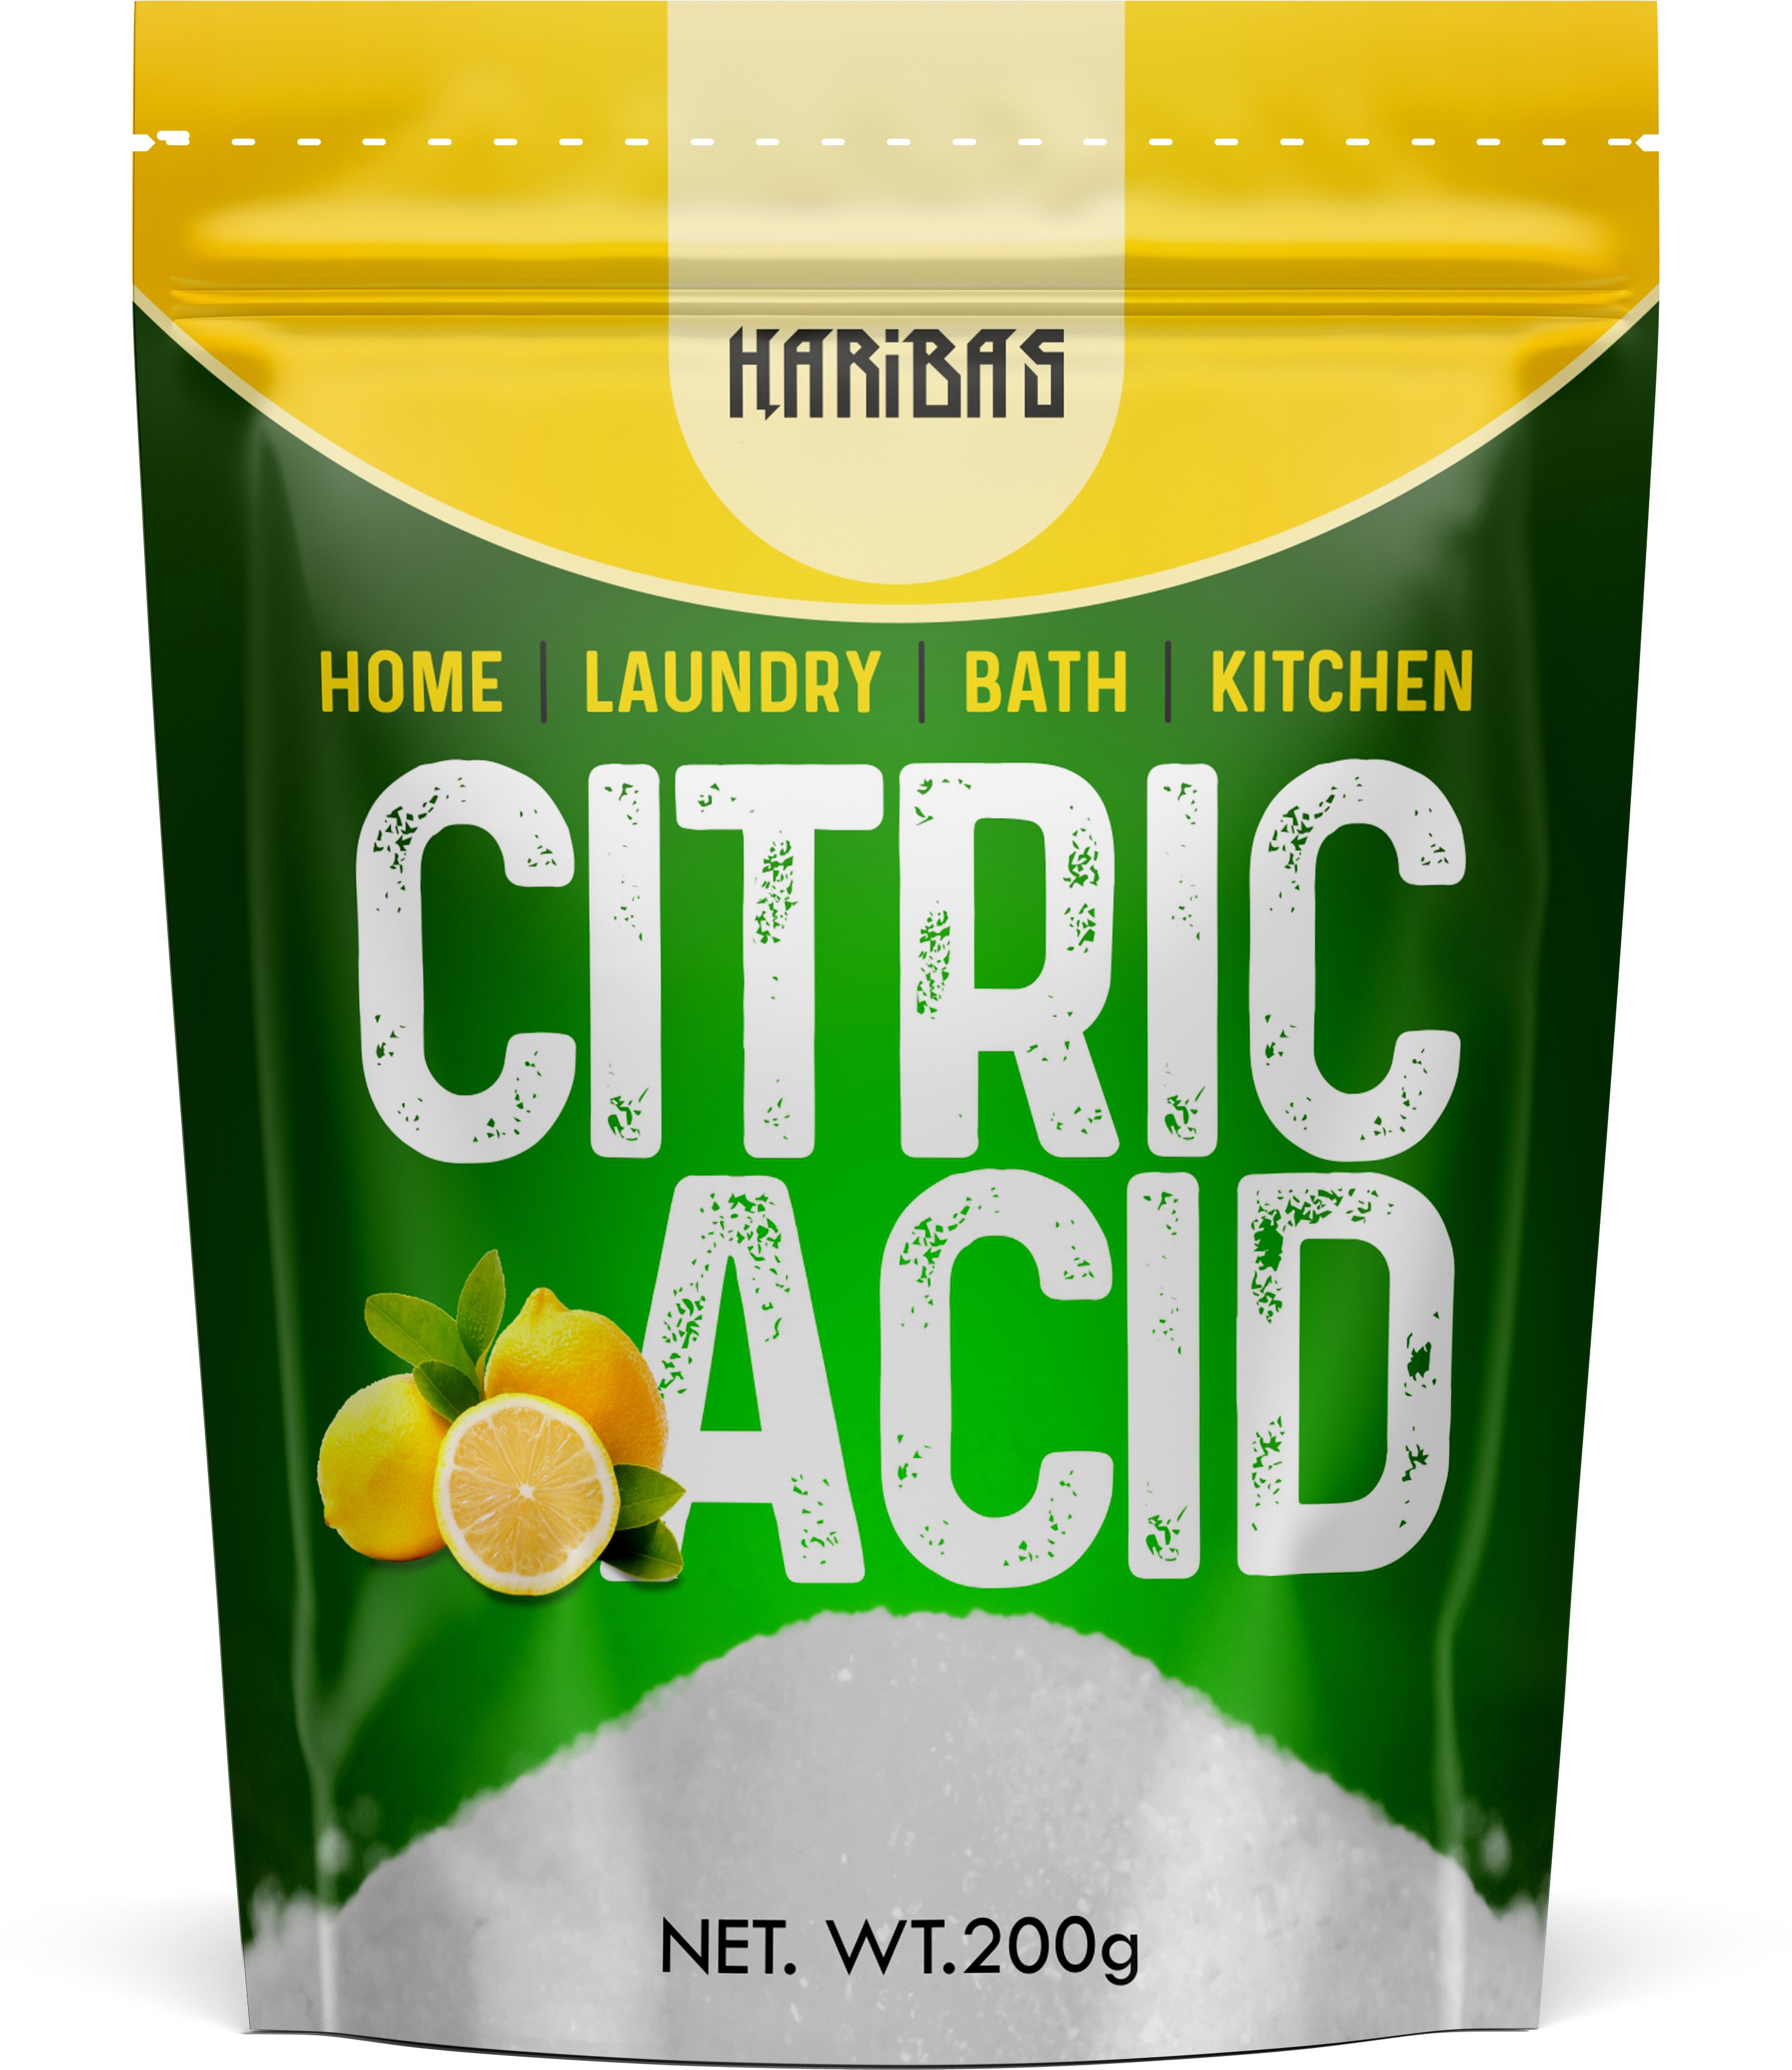 HARiBAS
HOME | LAUNDRY | BATH | KITCHEN
CITRIC
ACID
NET. WT.200g